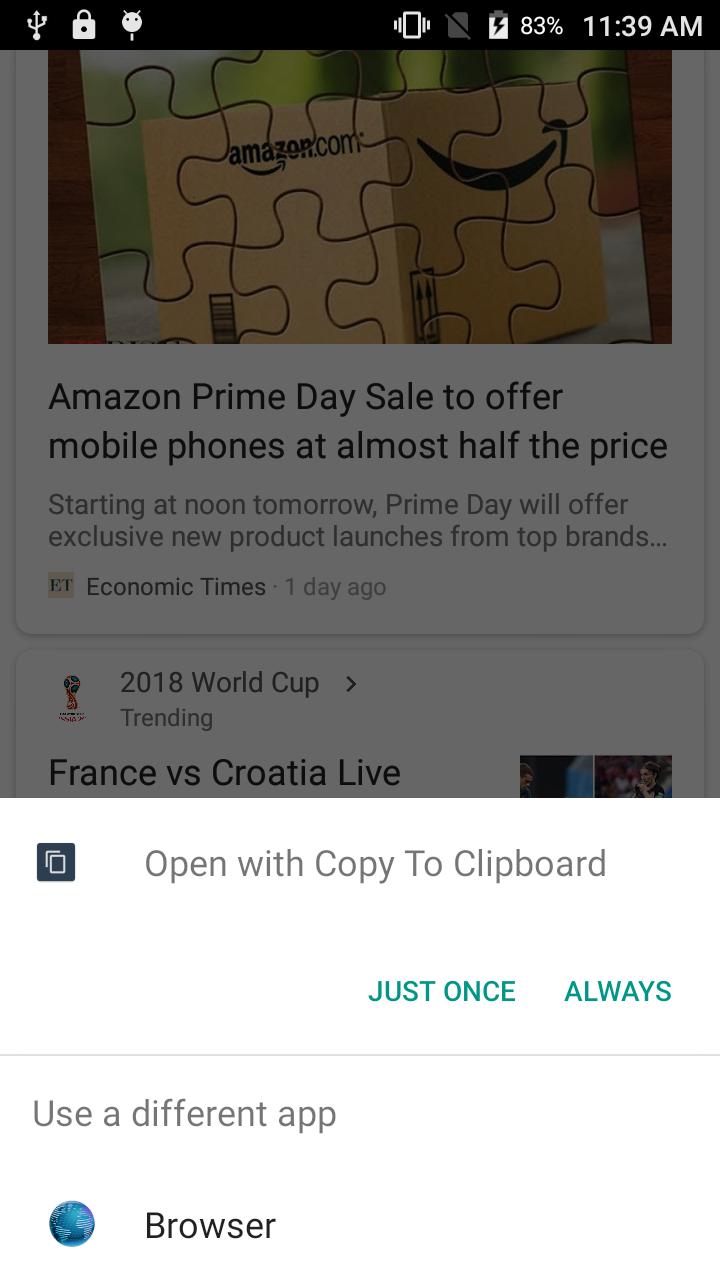 83% 11:39 AM
amazon.com
Amazon Prime Day Sale to offer
mobile phones at almost half the price
Starting at noon tomorrow, Prime Day will offer
exclusive new product launches from top brands...
ET Economic Times · 1 day ago
2018 World Cup >
Trending
France vs Croatia Live
Open with Copy To Clipboard
JUST ONCE ALWAYS
Use a different app
Browser